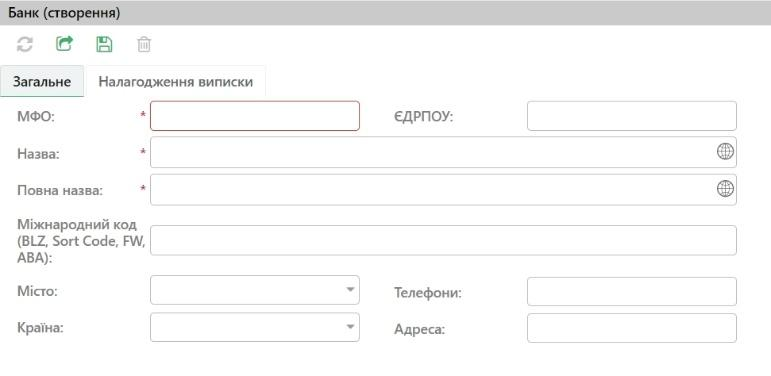 Банк (створення)
Загальне Налагодження виписки
МФО: * ЄДРПОУ:
Назва: *
Повна назва: *
Міжнародний код
(BLZ, Sort Code, FW,
ABA):
Місто: Телефони:
Країна: Адреса: